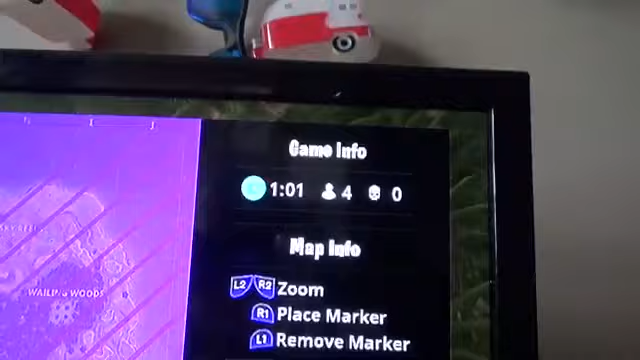 Game Info
1:01 4 0
Map Info
L2 R2 Zoom
R1 Place Marker
L1 Remove Marker
WAILING WOODS